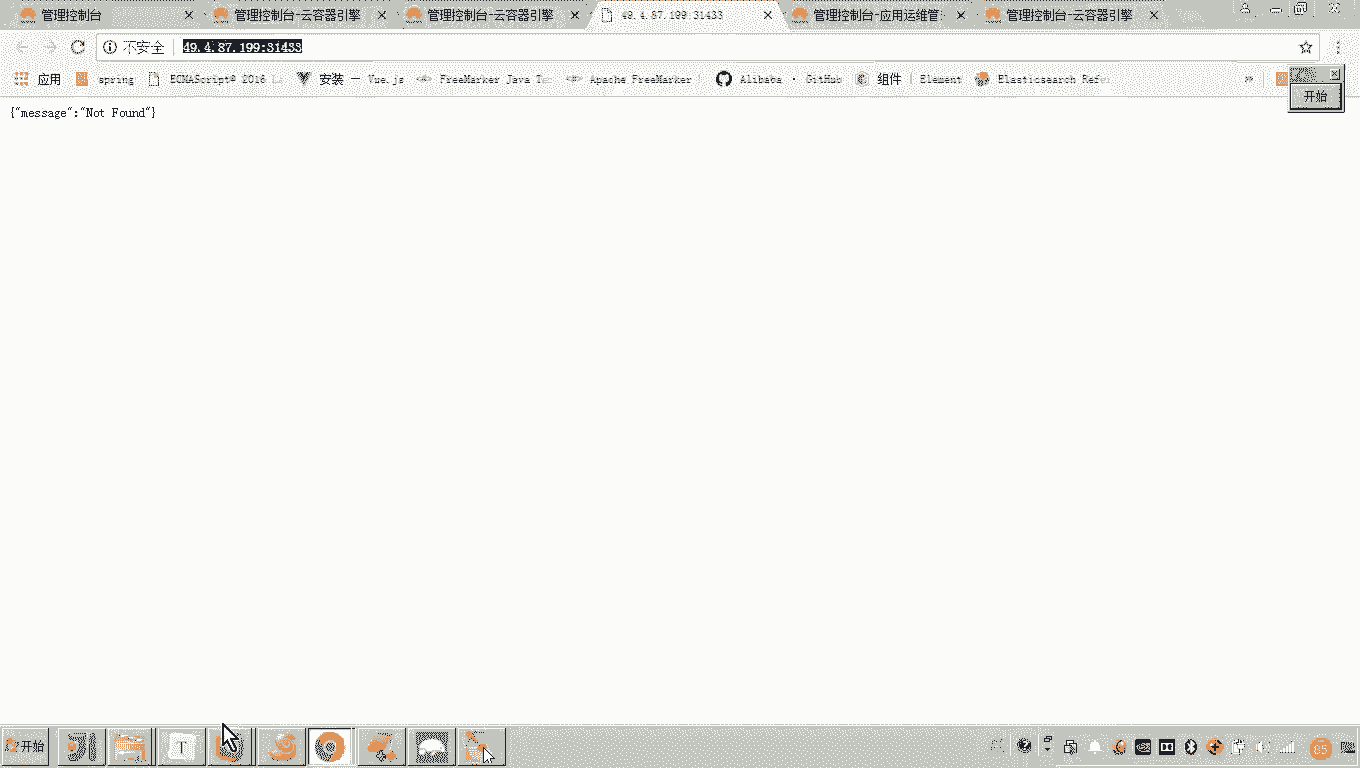 管理控制台
管理控制台-云容器引擎
管理控制台-云容器引擎
49.4.87.199:31433
管理控制台-应用运维管
管理控制台-云容器引擎
不安全
49.4.87.199:31433
应用
spring
ECMAScript® 2016
安装 — Vue.js
FreeMarker Java
Apache FreeMarker
Alibaba · GitHub
组件 | Element
Elasticsearch
»
开始
{"message":"Not Found"}
开始
T
85